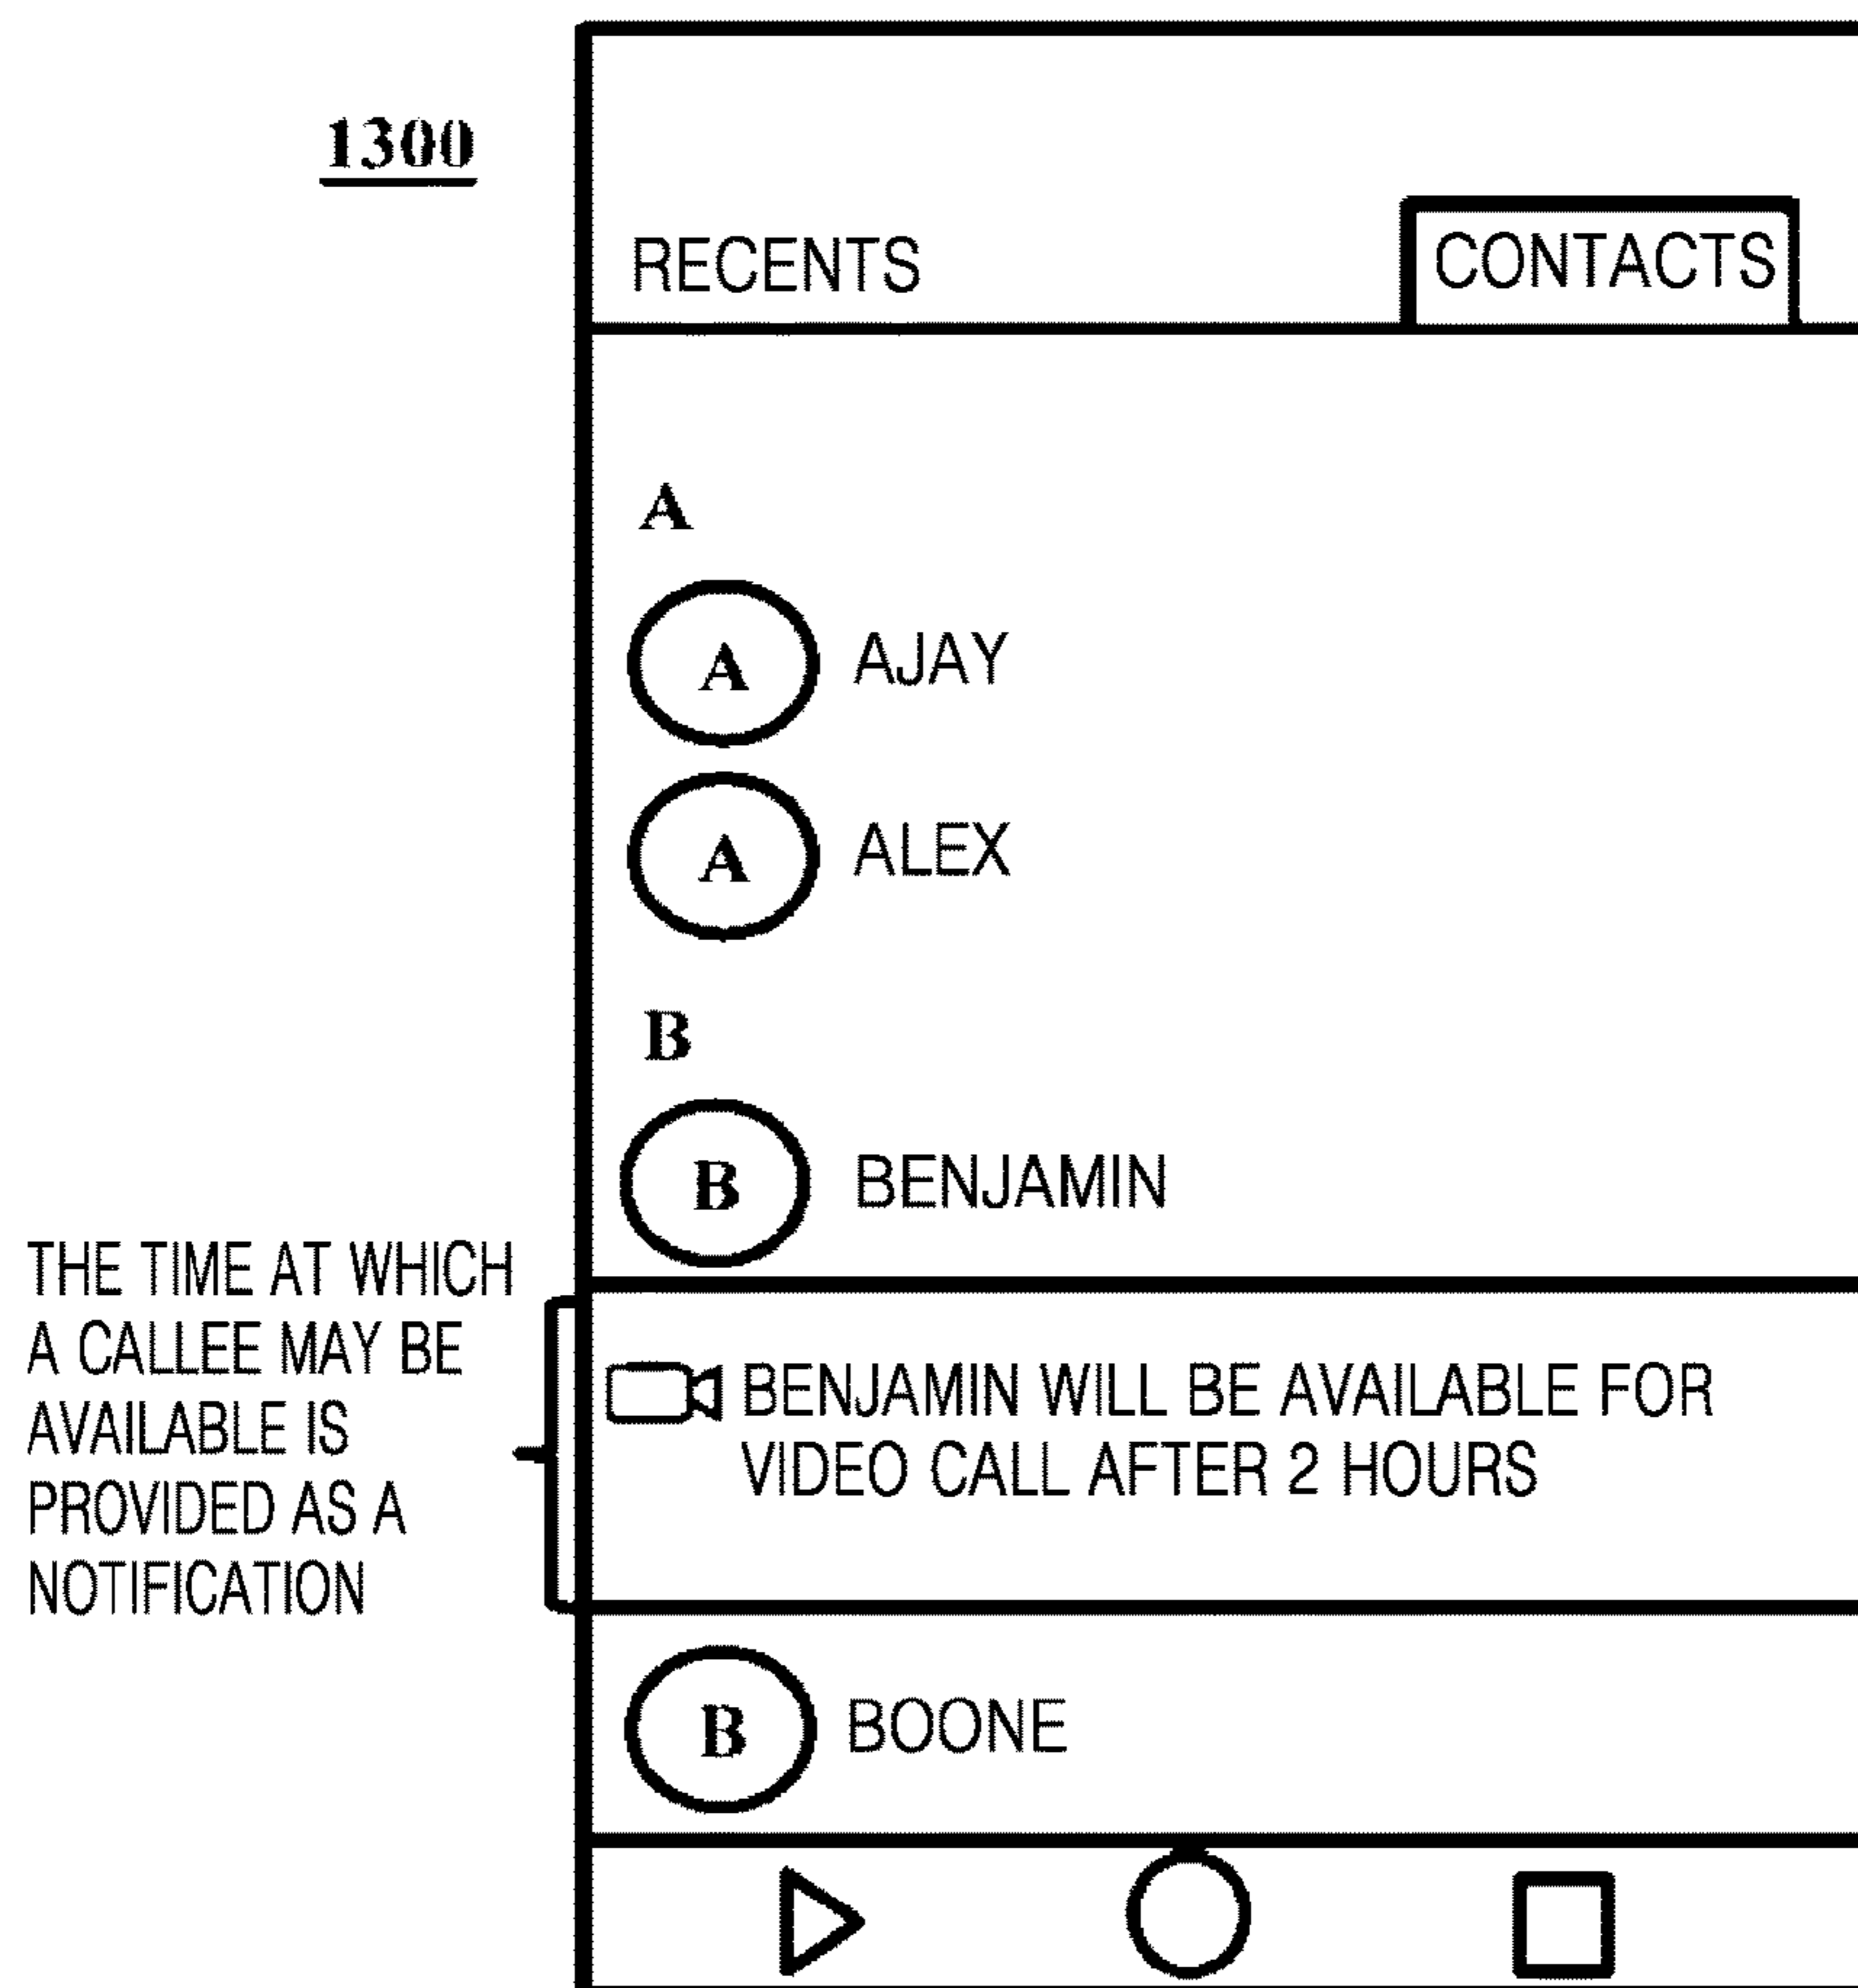 1300
RECENTS
CONTACTS
A
A AJAY
A ALEX
B
B BENJAMIN
THE TIME AT WHICH
A CALLEE MAY BE
AVAILABLE IS
PROVIDED AS A
NOTIFICATION
BENJAMIN WILL BE AVAILABLE FOR
VIDEO CALL AFTER 2 HOURS
B BOONE